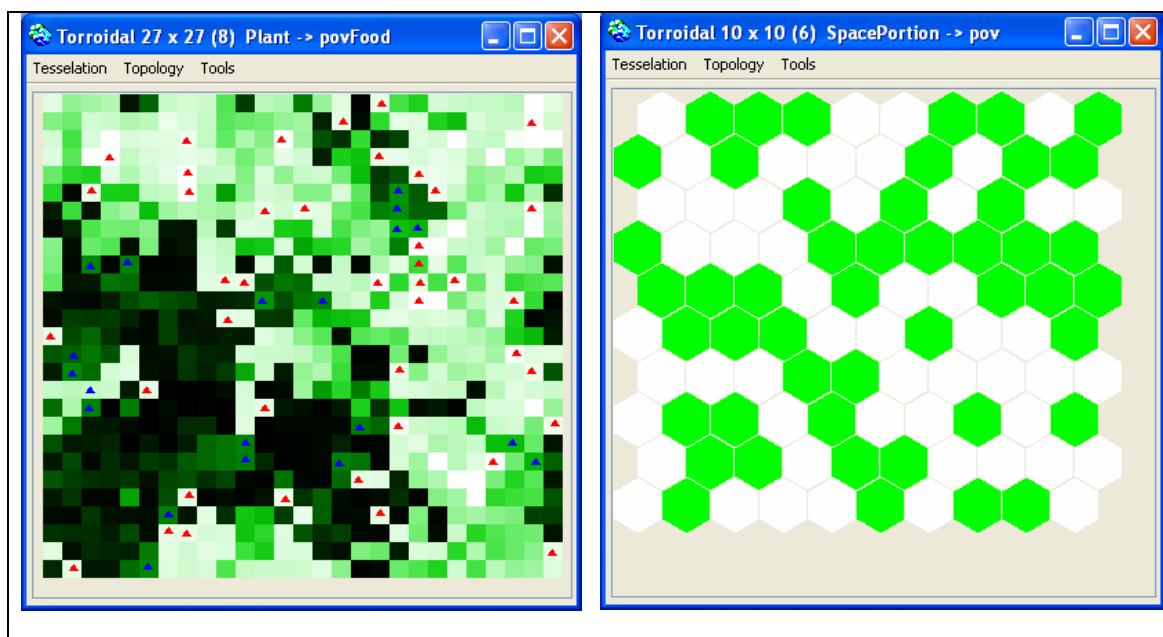 Torroidal 27 x 27 (8) Plant -> povFood
Tesselation Topology Tools
Torroidal 10 x 10 (6) SpacePortion -> pov
Tesselation Topology Tools